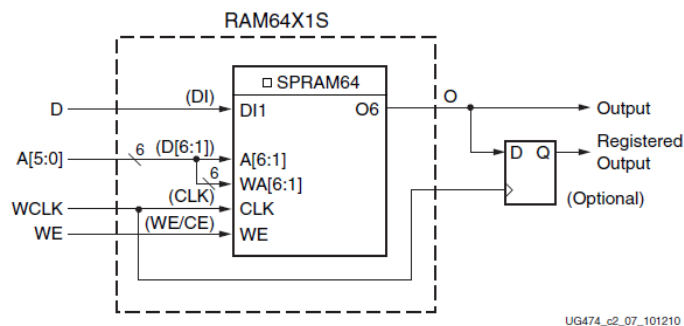 RAM64X1S
SPRAM64
D
(DI)
DI1
O6
O
Output
A[5:0]
6
(D[6:1])
A[6:1]
6
WA[6:1]
D Q
Registered
Output
WCLK
(CLK)
CLK
(Optional)
WE
(WE/CE)
WE
UG474_c2_07_101210